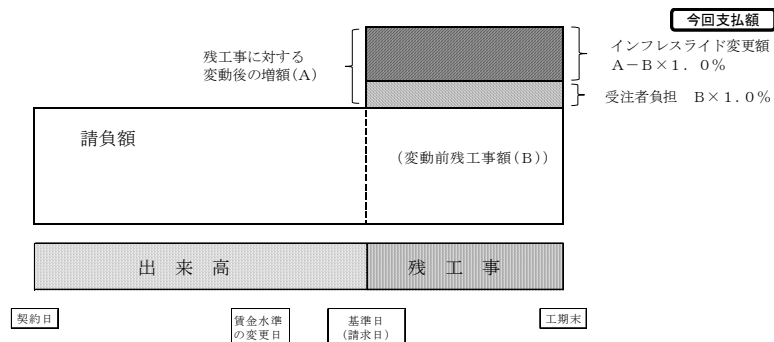 今回支払額
残工事に対する
変動後の増額(A)
インフレスライド変更額
A-B×1.0%
受注者負担 B×1.0%
請負額
(変動前残工事額(B))
出来高
残工事
契約日
賃金水準
の変更日
基準日
(請求日)
工期末